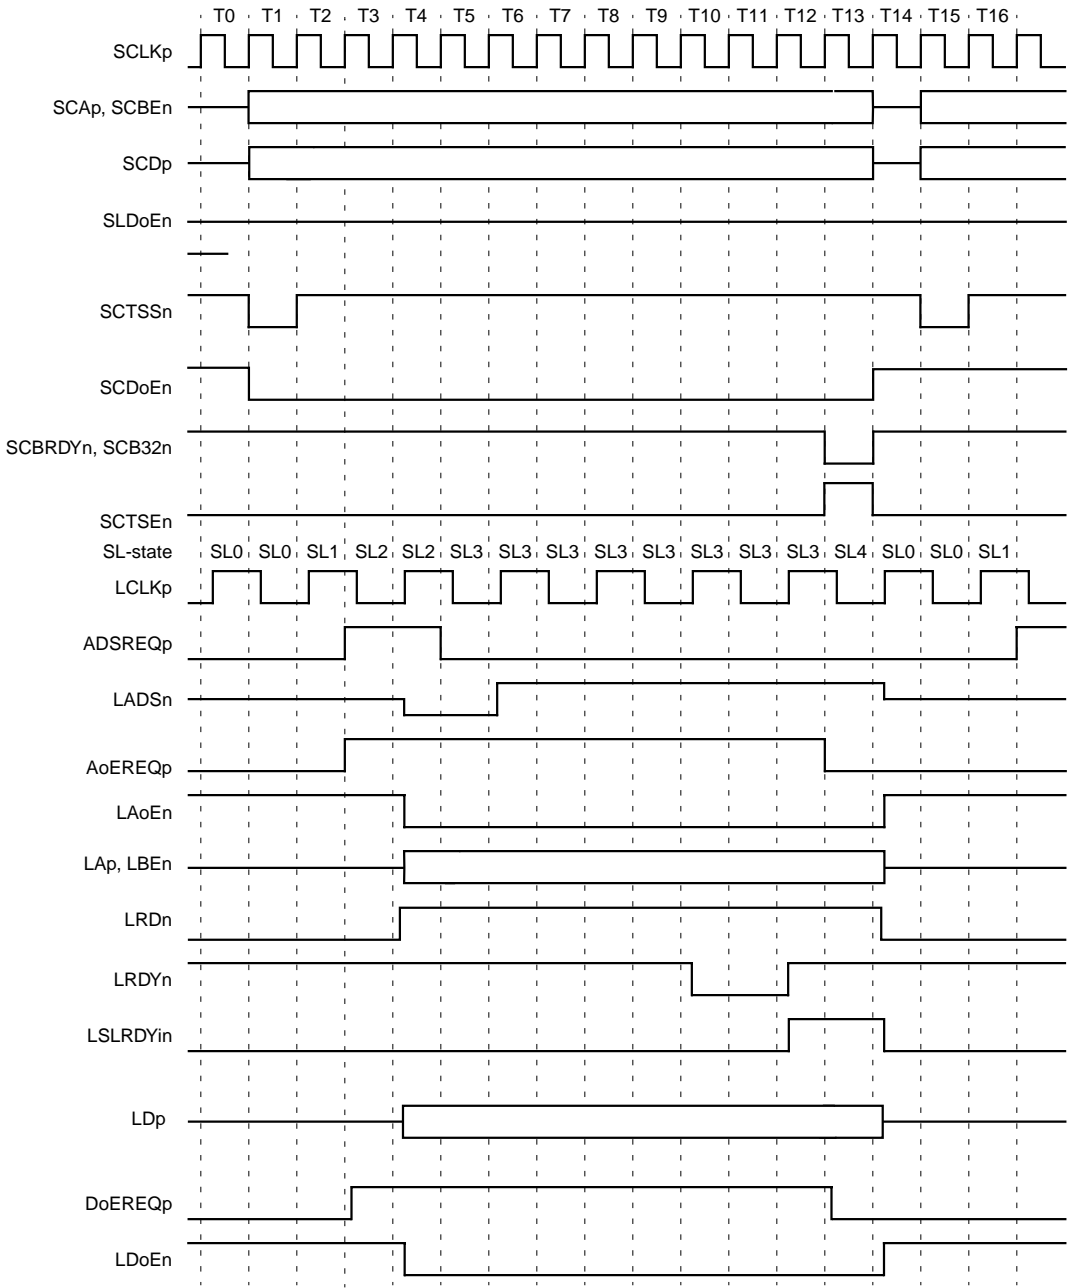 T0 T1 T2 T3 T4 T5 T6 T7 T8 T9 T10 T11 T12 T13 T14 T15 T16
SCLKp
SCAp, SCBEn
SCDp
SLDoEn
SCTSSn
SCDoEn
SCBRDYn, SCB32n
SCTSEn
SL-state SL0 SL0 SL1 SL2 SL2 SL3 SL3 SL3 SL3 SL3 SL3 SL3 SL3 SL4 SL0 SL0 SL1
LCLKp
ADSREQp
LADSn
AoEREQp
LAoEn
LAp, LBEn
LRDn
LRDYn
LSLRDYin
LDp
DoEREQp
LDoEn